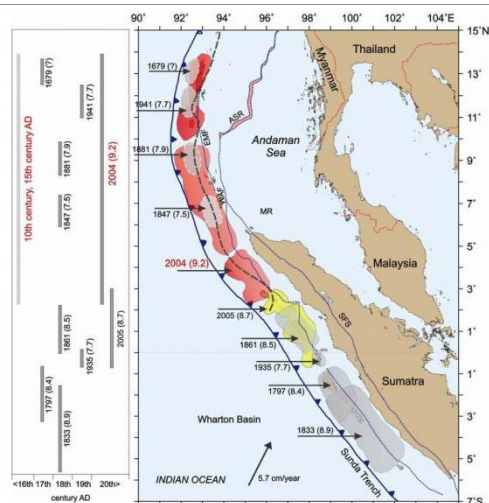 90° 92° 94° 96° 98° 100° 102° 104°
15°N
13°
11°
9°
7°
5°
3°
1°
1°
3°
5°
7°S
10th century, 15th century AD
1679 (?)
1941 (7.7)
1881 (7.9)
1847 (7.5)
2004 (9.2)
1861 (8.5)
1935 (7.7)
2005 (8.7)
1797 (8.4)
1833 (8.9)
<16th 17th 18th 19th 20th>
century AD
1679 (?)
1941 (7.7)
1881 (7.9)
1847 (7.5)
2004 (9.2)
2005 (8.7)
1861 (8.5)
1935 (7.7)
1797 (8.4)
1833 (8.9)
Thailand
Myanmar
Andaman
Sea
ASR
EMF
WAF
MR
Malaysia
SFS
Sumatra
Wharton Basin
Sunda Trench
INDIAN OCEAN
5.7 cm/year